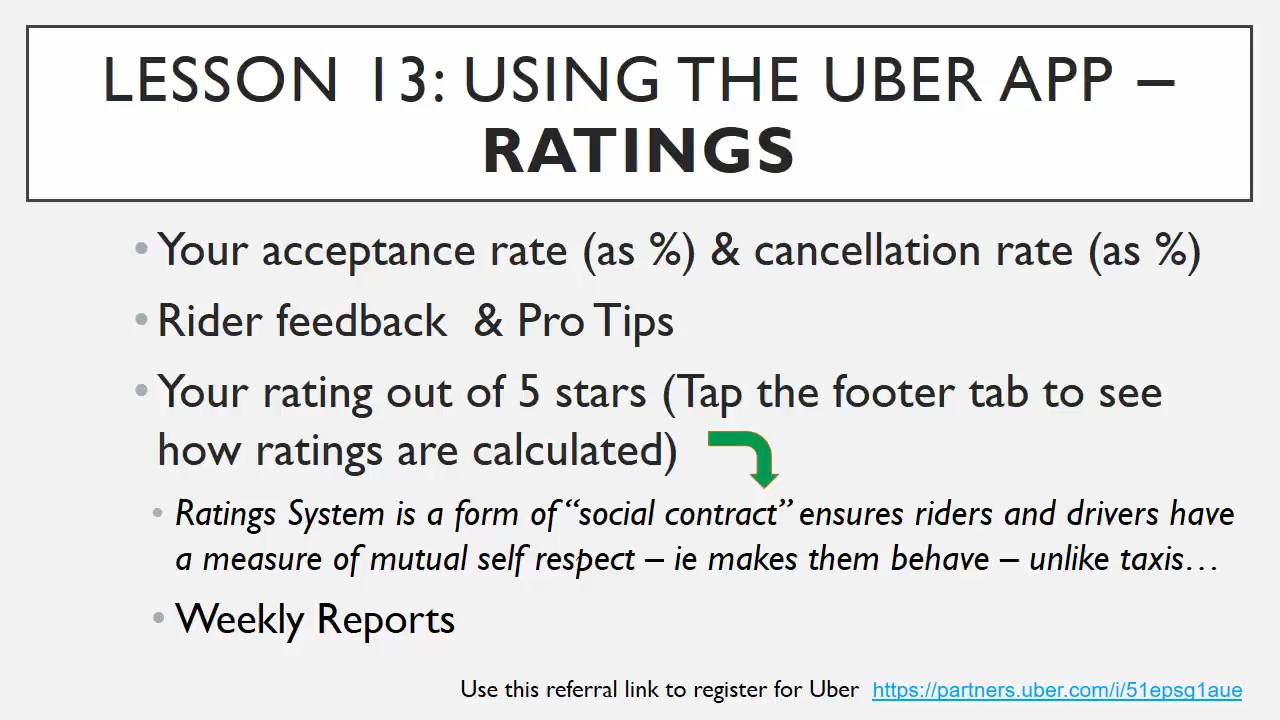 LESSON 13: USING THE UBER APP –
RATINGS
• Your acceptance rate (as %) & cancellation rate (as %)
• Rider feedback & Pro Tips
• Your rating out of 5 stars (Tap the footer tab to see
how ratings are calculated)
• Ratings System is a form of “social contract” ensures riders and drivers have
a measure of mutual self respect – ie makes them behave – unlike taxis…
• Weekly Reports
Use this referral link to register for Uber https://partners.uber.com/i/51epsq1aue